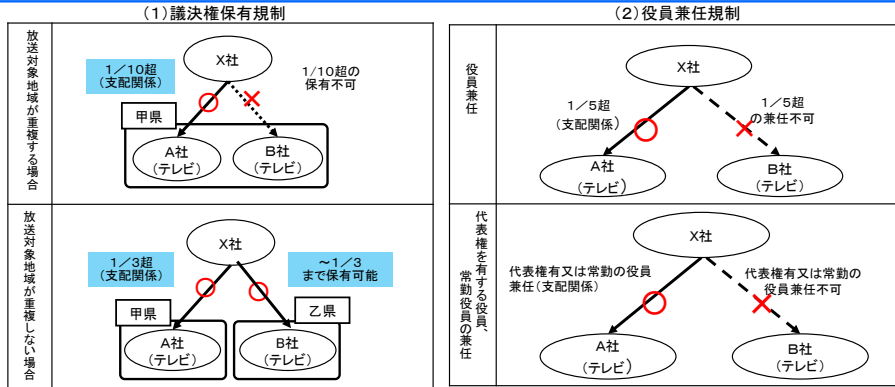 (1)議決権保有規制
放送対象地域が重複する場合
X社
1/10超
(支配関係)
1/10超の
保有不可
甲県
A社
(テレビ)
B社
(テレビ)
放送対象地域が重複しない場合
X社
1/3超
(支配関係)
~1/3
まで保有可能
甲県
乙県
A社
(テレビ)
B社
(テレビ)
(2)役員兼任規制
役員兼任
X社
1/5超
(支配関係)
1/5超
の兼任不可
A社
(テレビ)
B社
(テレビ)
代表権を有する役員、
常勤役員の兼任
X社
代表権有又は常勤の役員
兼任(支配関係)
代表権有又は常勤の
役員兼任不可
A社
(テレビ)
B社
(テレビ)